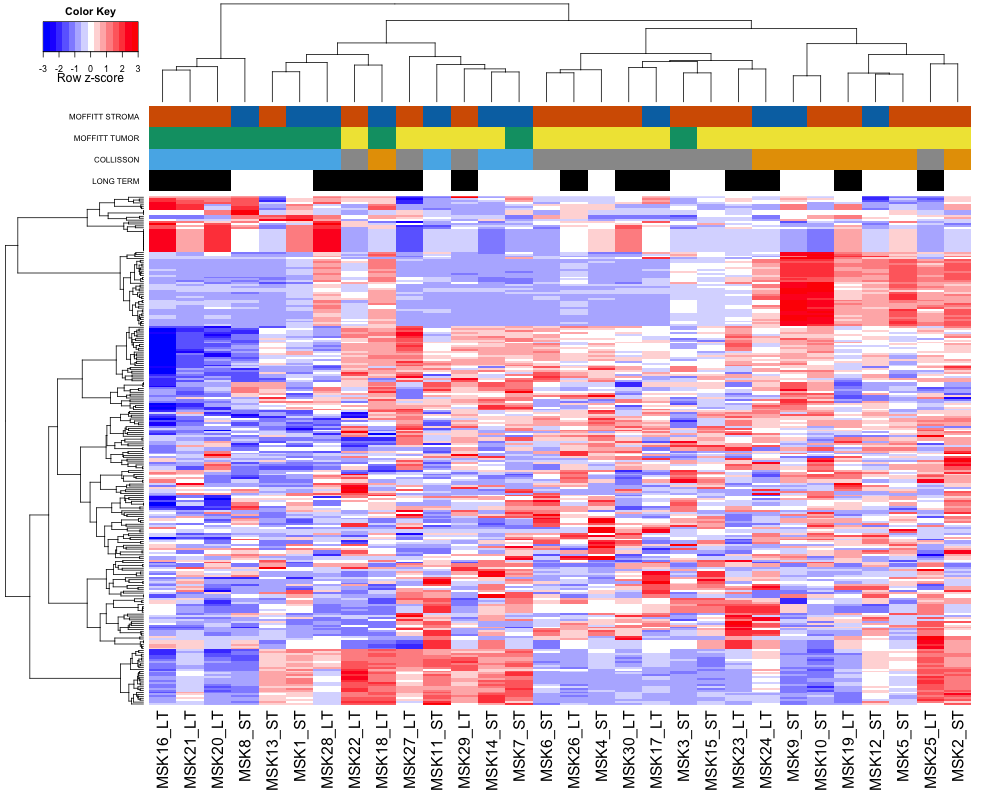 Color Key
-3 -2 -1 0 1 2 3
Row z-score
MOFFITT STROMA
MOFFITT TUMOR
COLLISSON
LONG TERM
MSK16_LT
MSK21_LT
MSK20_LT
MSK8_ST
MSK13_ST
MSK1_ST
MSK28_LT
MSK22_LT
MSK18_LT
MSK27_LT
MSK11_ST
MSK29_LT
MSK14_ST
MSK7_ST
MSK6_ST
MSK26_LT
MSK4_ST
MSK30_LT
MSK17_LT
MSK3_ST
MSK15_ST
MSK23_LT
MSK24_LT
MSK9_ST
MSK10_ST
MSK19_LT
MSK12_ST
MSK5_ST
MSK25_LT
MSK2_ST